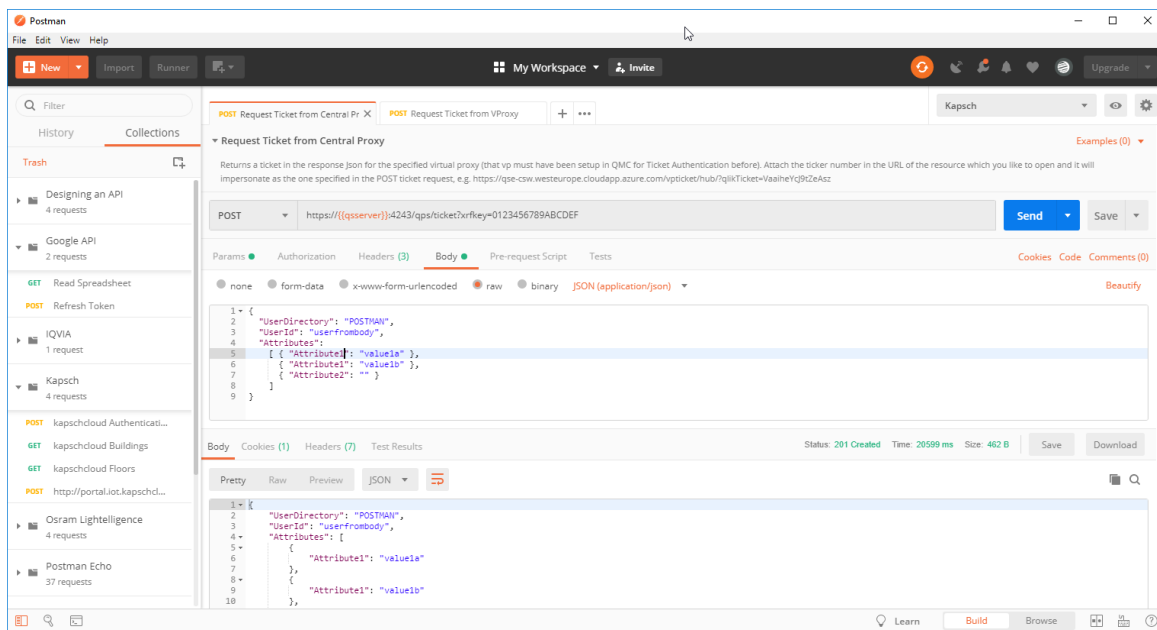 Postman
File Edit View Help
New Import Runner My Workspace Invite Upgrade
Filter
History Collections
Trash
Designing an API
4 requests
Google API
2 requests
GET Read Spreadsheet
POST Refresh Token
IQVIA
1 request
Kapsch
4 requests
POST kapschcloud Authenticati...
GET kapschcloud Buildings
GET kapschcloud Floors
POST http://portal.iot.kapschcl...
Osram Lightelligence
4 requests
Postman Echo
37 requests
POST Request Ticket from Central Pr X POST Request Ticket from VProxy + ••• Kapsch
Request Ticket from Central Proxy Examples (0)
Returns a ticket in the response Json for the specified virtual proxy (that vp must have been setup in QMC for Ticket Authentication before). Attach the ticker number in the URL of the resource which you like to open and it will
impersonate as the one specified in the POST ticket request, e.g. https://qse-csw.westeurope.cloudapp.azure.com/vpticket/hub/?qlikTicket=VaaiheYcJ9tZeAsz
POST https://{{qsserver}}:4243/qps/ticket?xrfkey=0123456789ABCDEF Send Save
Params Authorization Headers (3) Body Pre-request Script Tests Cookies Code Comments (0)
none form-data x-www-form-urlencoded raw binary JSON (application/json) Beautify
1 {
2 "UserDirectory": "POSTMAN",
3 "UserId": "userfrombody",
4 "Attributes":
5 [ { "Attribute1": "value1a" },
6 { "Attribute1": "value1b" },
7 { "Attribute2": "" }
8 ]
9 }
Body Cookies (1) Headers (7) Test Results Status: 201 Created Time: 20599 ms Size: 462 B Save Download
Pretty Raw Preview JSON
1 {
2 "UserDirectory": "POSTMAN",
3 "UserId": "userfrombody",
4 "Attributes": [
5 {
6 "Attribute1": "value1a"
7 },
8 {
9 "Attribute1": "value1b"
10 },
Learn Build Browse